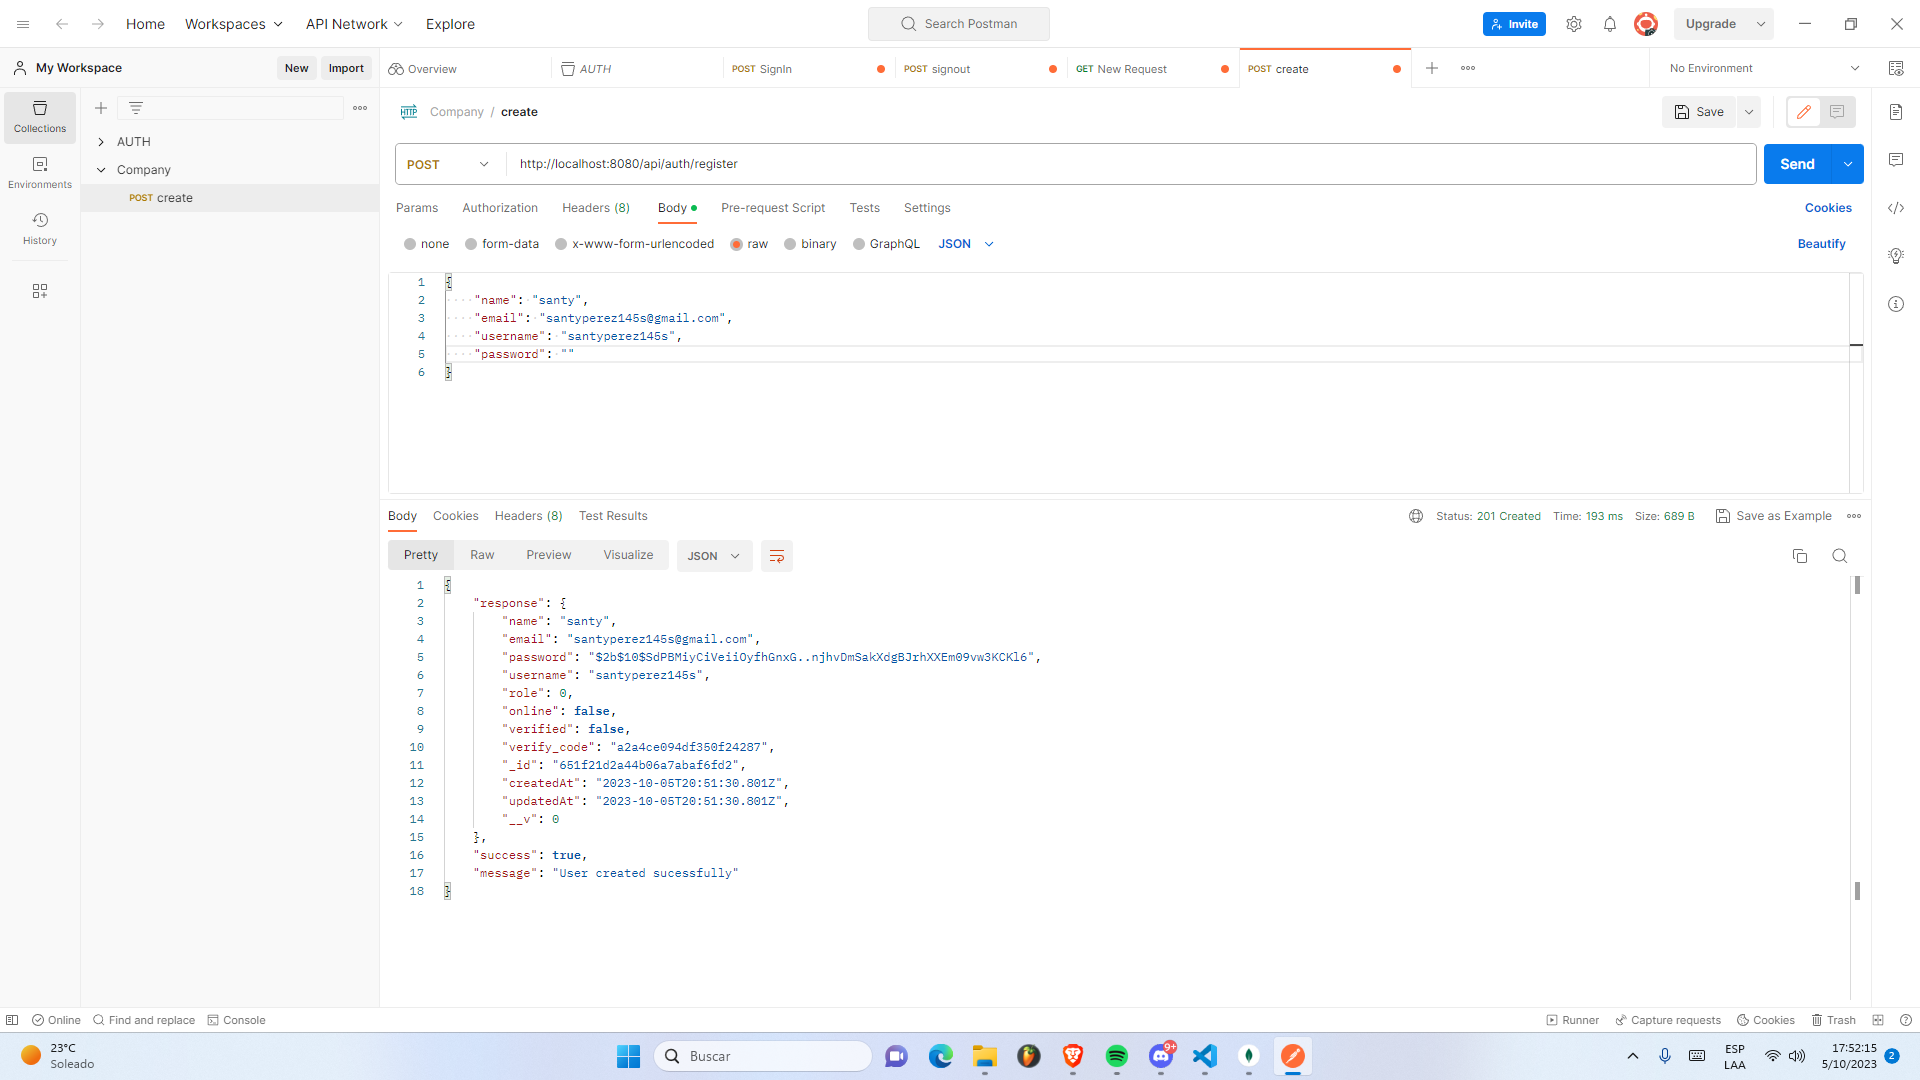 Home Workspaces API Network Explore Search Postman Invite Upgrade
My Workspace New Import Overview AUTH POST SignIn POST signout GET New Request POST create No Environment
Collections
Environments
History
AUTH
Company
POST create
HTTP Company / create Save
POST http://localhost:8080/api/auth/register Send
Params Authorization Headers (8) Body Pre-request Script Tests Settings Cookies
none form-data x-www-form-urlencoded raw binary GraphQL JSON Beautify
1 {
2 "name": "santy",
3 "email": "santyperez145s@gmail.com",
4 "username": "santyperez145s",
5 "password": ""
6 }
Body Cookies Headers (8) Test Results Status: 201 Created Time: 193 ms Size: 689 B Save as Example
Pretty Raw Preview Visualize JSON
1 {
2 "response": {
3 "name": "santy",
4 "email": "santyperez145s@gmail.com",
5 "password": "$2b$10$SdPBMiyCiVeiiOyfhGnxG..njhvDmSakXdgBJrhXXEm09vw3KCKl6",
6 "username": "santyperez145s",
7 "role": 0,
8 "online": false,
9 "verified": false,
10 "verify_code": "a2a4ce094df350f24287",
11 "_id": "651f21d2a44b06a7abaf6fd2",
12 "createdAt": "2023-10-05T20:51:30.801Z",
13 "updatedAt": "2023-10-05T20:51:30.801Z",
14 "__v": 0
15 },
16 "success": true,
17 "message": "User created sucessfully"
18 }
Online Find and replace Console Runner Capture requests Cookies Trash
23°C
Soleado
Buscar
9+
ESP
LAA
17:52:15
5/10/2023
2